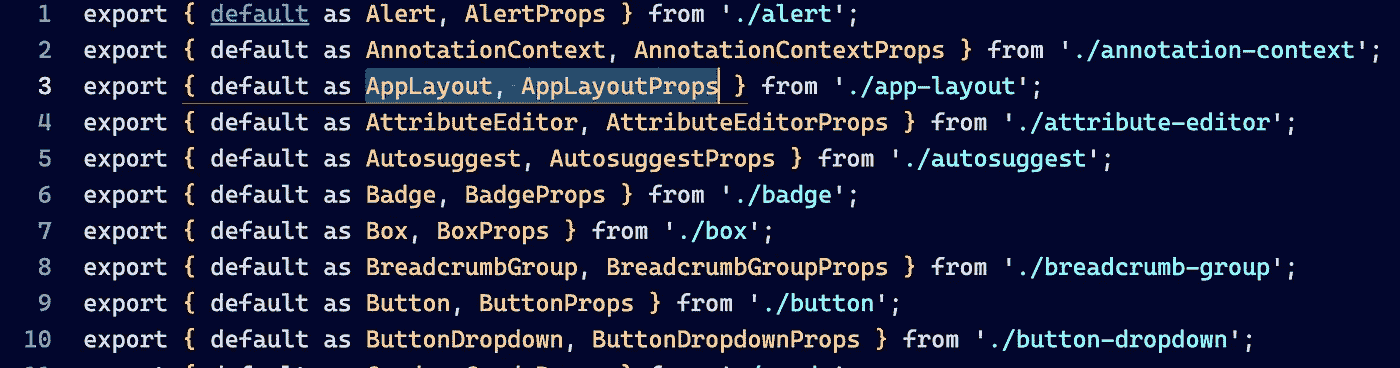 1 export { default as Alert, AlertProps } from './alert';
2 export { default as AnnotationContext, AnnotationContextProps } from './annotation-context';
3 export { default as AppLayout, AppLayoutProps } from './app-layout';
4 export { default as AttributeEditor, AttributeEditorProps } from './attribute-editor';
5 export { default as Autosuggest, AutosuggestProps } from './autosuggest';
6 export { default as Badge, BadgeProps } from './badge';
7 export { default as Box, BoxProps } from './box';
8 export { default as BreadcrumbGroup, BreadcrumbGroupProps } from './breadcrumb-group';
9 export { default as Button, ButtonProps } from './button';
10 export { default as ButtonDropdown, ButtonDropdownProps } from './button-dropdown';